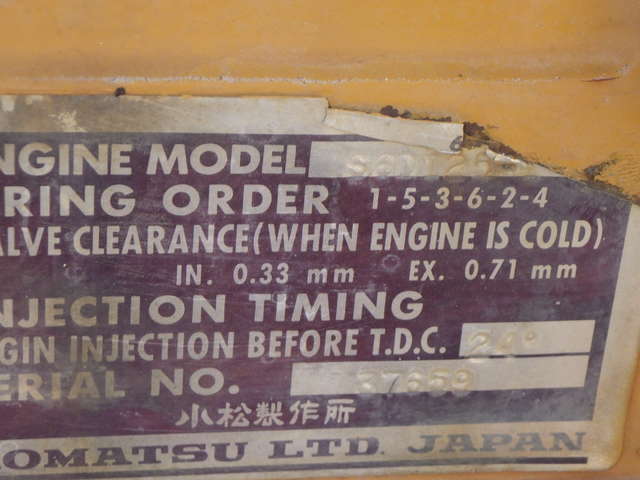 NGINE MODEL
RING ORDER 1-5-3-6-2-4
ALVE CLEARANCE (WHEN ENGINE IS COLD)
IN. 0.33 mm EX. 0.71 mm
NJECTION TIMING
GIN INJECTION BEFORE T.D.C. 24°
ERIAL NO. 37659
小松製作所
OMATSU LTD. JAPAN